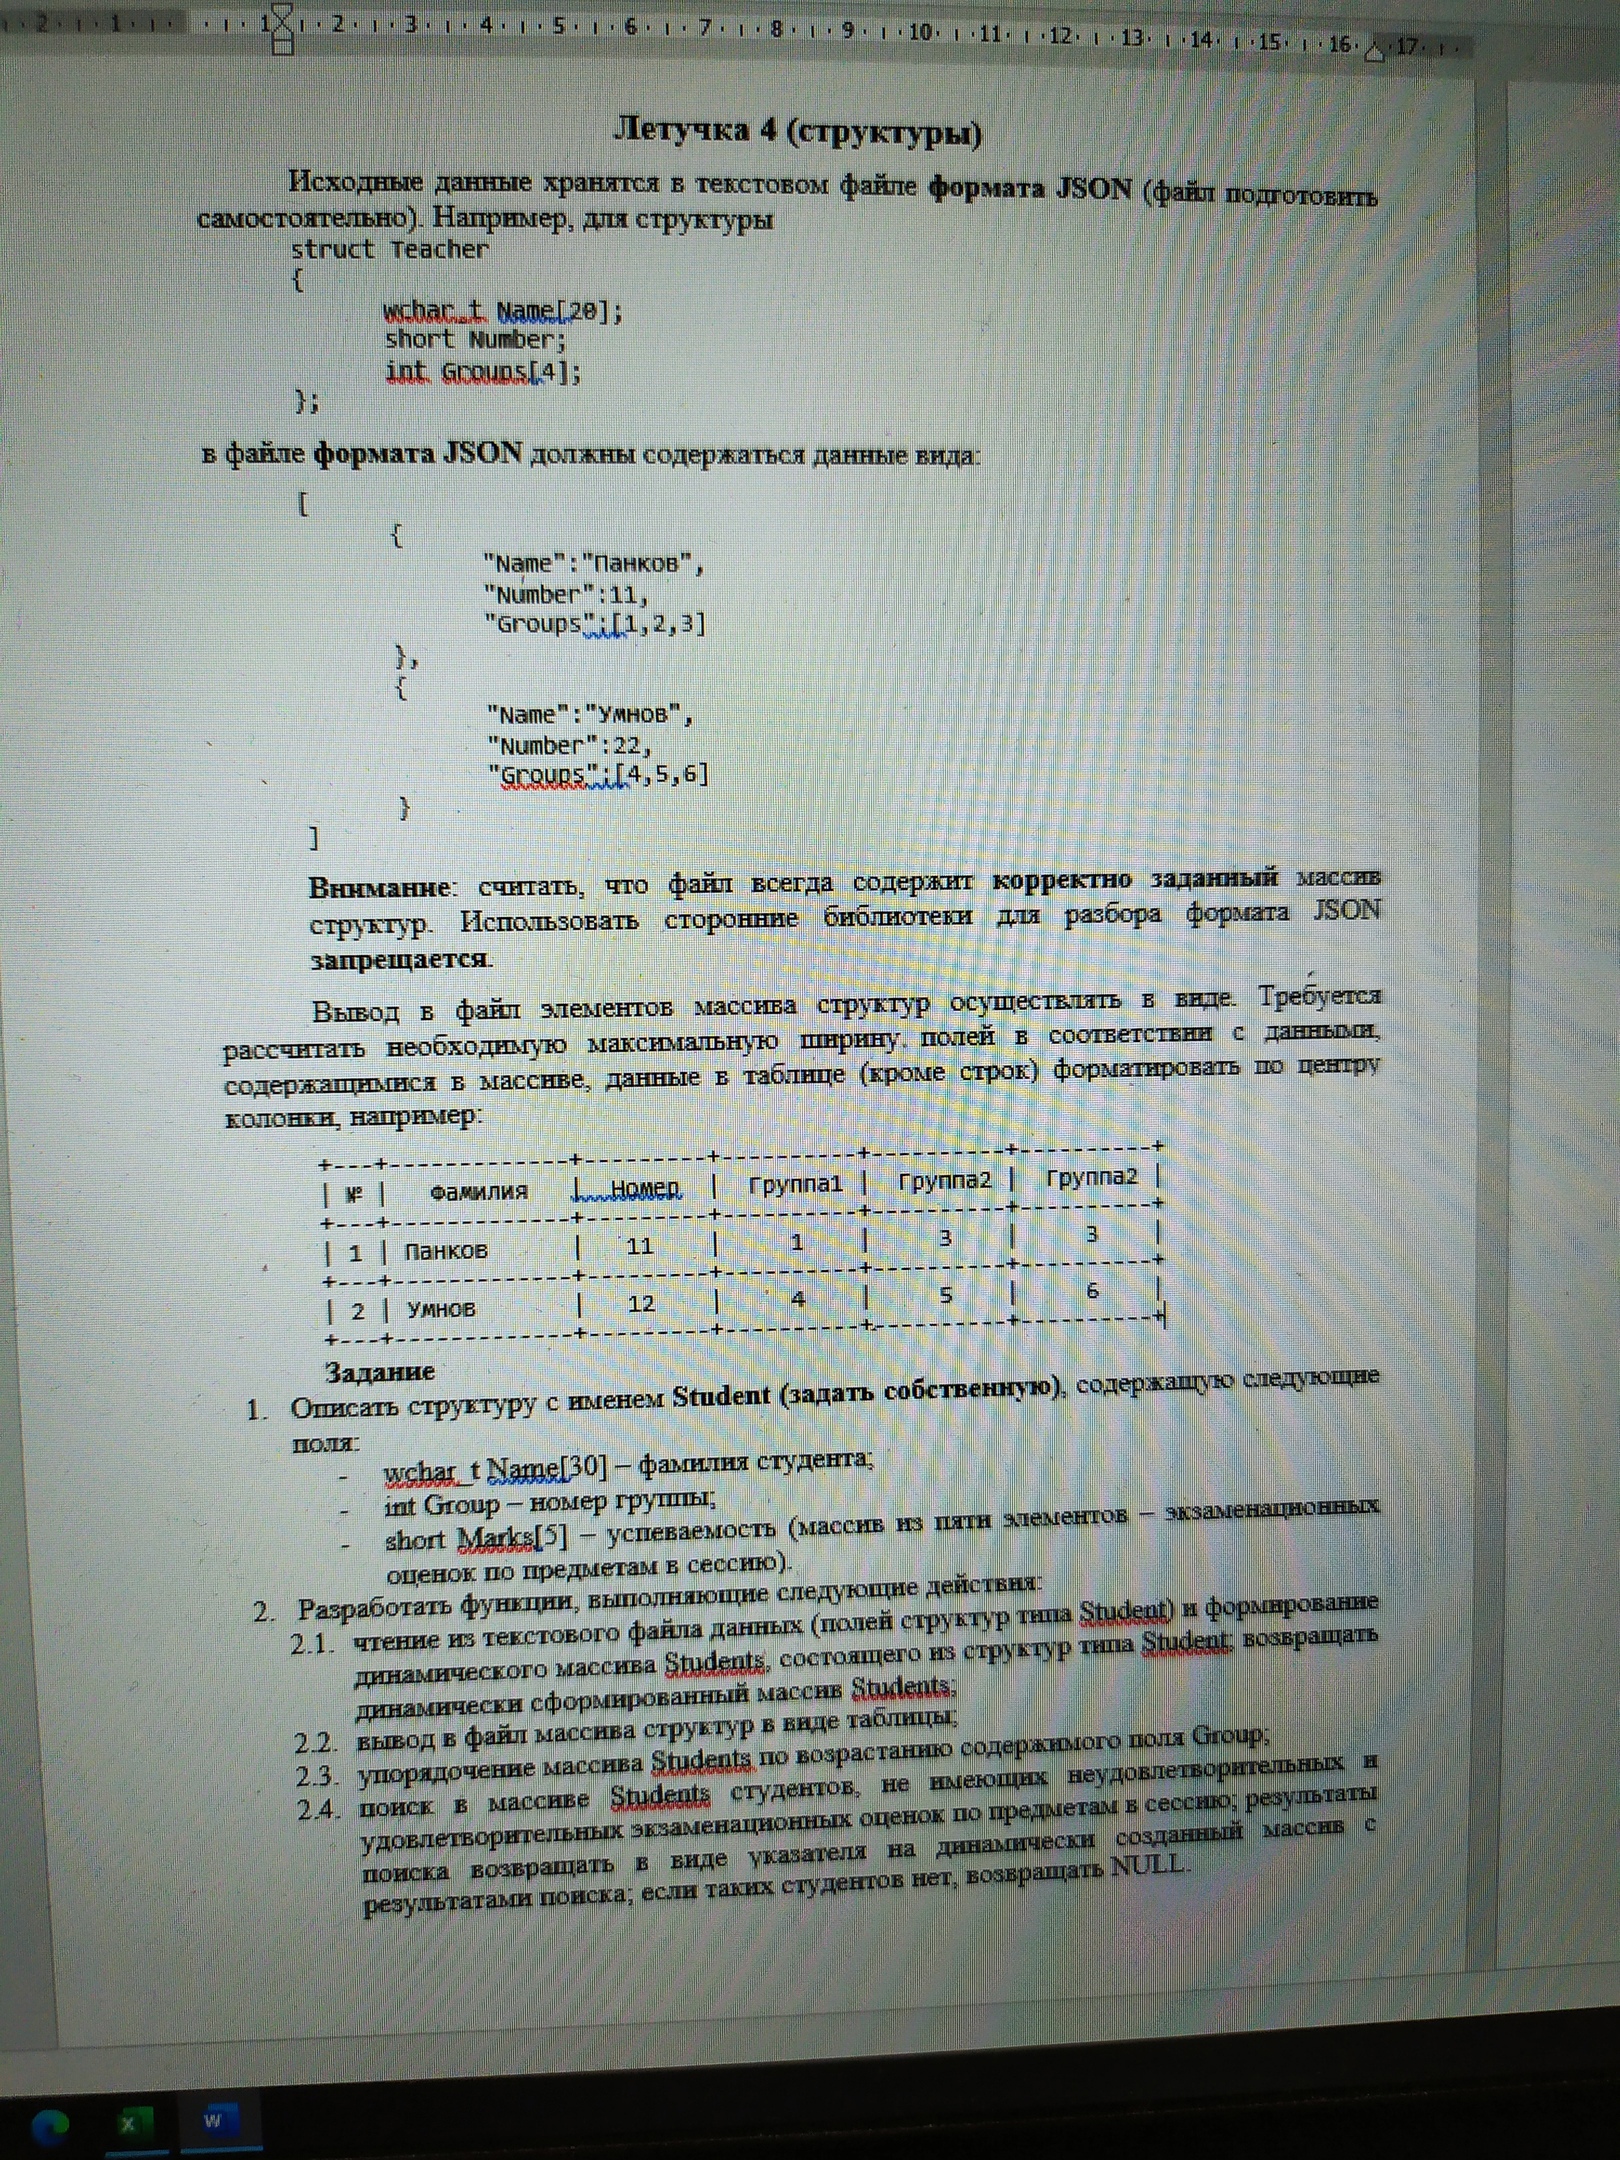 2 1 1 2 3 4 5 6 7 8 9 10 11 12 13 14 15 16 17
Летучка 4 (структуры)
Исходные данные хранятся в текстовом файле формата JSON (файл подготовить
самостоятельно). Например, для структуры
struct Teacher
{
wchar_t Name[20];
short Number;
int Groups[4];
};
в файле формата JSON должны содержаться данные вида:
[
{
"Name":"Панков",
"Number":11,
"Groups":[1,2,3]
},
{
"Name":"Умнов",
"Number":22,
"Groups":[4,5,6]
}
]
Внимание: считать, что файл всегда содержит корректно заданный массив
структур. Использовать сторонние библиотеки для разбора формата JSON
запрещается.
Вывод в файл элементов массива структур осуществлять в виде. Требуется
рассчитать необходимую максимальную ширину полей в соответствии с данными,
содержащимися в массиве, данные в таблице (кроме строк) форматировать по центру
колонки, например:
+---+-------------+---------+----------+----------+----------+
| № | Фамилия | Номер | Группа1 | Группа2 | Группа2 |
+---+-------------+---------+----------+----------+----------+
| 1 | Панков | 11 | 1 | 3 | 3 |
+---+-------------+---------+----------+----------+----------+
| 2 | Умнов | 12 | 4 | 5 | 6 |
+---+-------------+---------+----------+----------+----------+
Задание
1. Описать структуру с именем Student (задать собственную), содержащую следующие
поля:
- wchar_t Name[30] – фамилия студента;
- int Group – номер группы;
- short Marks[5] – успеваемость (массив из пяти элементов – экзаменационных
оценок по предметам в сессию).
2. Разработать функции, выполняющие следующие действия:
2.1. чтение из текстового файла данных (полей структур типа Student) и формирование
динамического массива Students, состоящего из структур типа Student; возвращать
динамически сформированный массив Students;
2.2. вывод в файл массива структур в виде таблицы;
2.3. упорядочение массива Students по возрастанию содержимого поля Group;
2.4. поиск в массиве Students студентов, не имеющих неудовлетворительных и
удовлетворительных экзаменационных оценок по предметам в сессию; результаты
поиска возвращать в виде указателя на динамически созданный массив с
результатами поиска; если таких студентов нет, возвращать NULL.